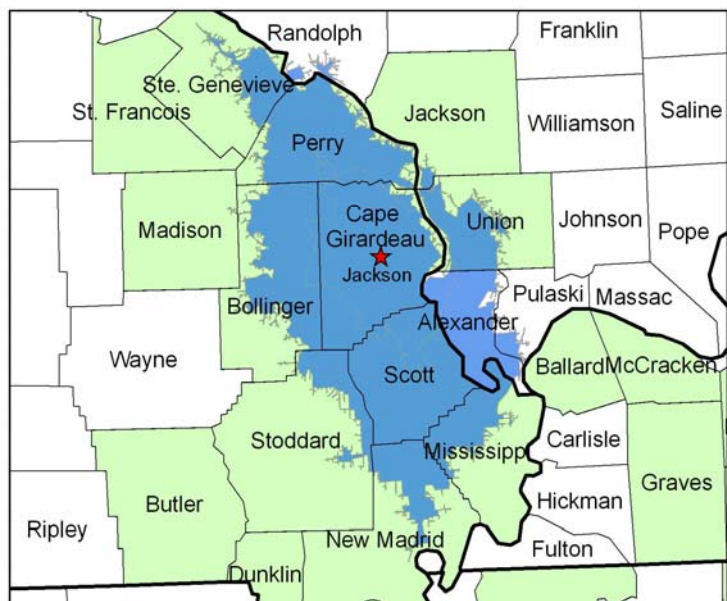 Randolph
Franklin
Ste. Genevieve
St. Francois
Jackson
Saline
Williamson
Perry
Cape
Girardeau
Jackson
Union
Johnson
Pope
Madison
Bollinger
Pulaski
Massac
Alexander
Wayne
Scott
Ballard
McCracken
Stoddard
Mississippi
Carlisle
Graves
Butler
Hickman
Ripley
New Madrid
Fulton
Dunklin